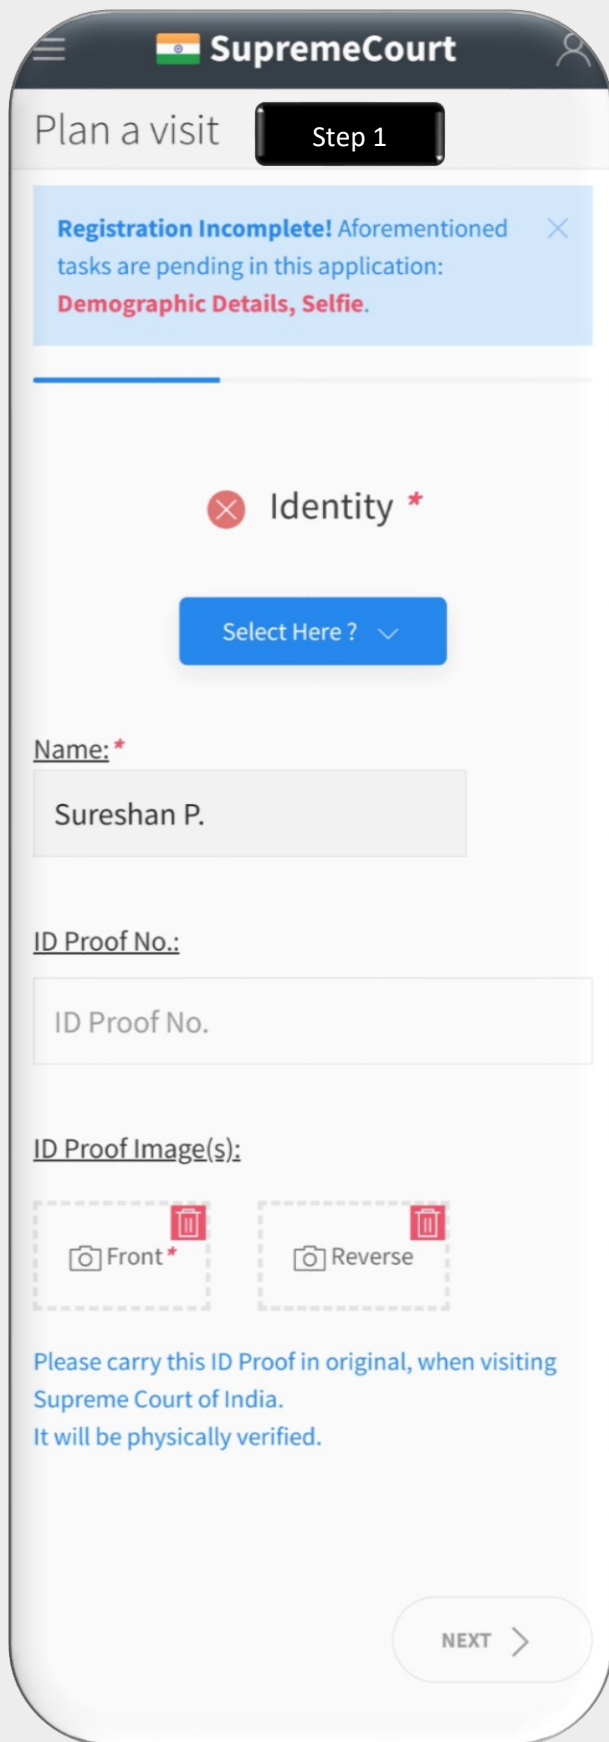 SupremeCourt
Plan a visit
Step 1
Registration Incomplete! Aforementioned
tasks are pending in this application:
Demographic Details, Selfie.
Identity *
Select Here ?
Name: *
Sureshan P.
ID Proof No.:
ID Proof No.
ID Proof Image(s):
Front * Reverse
Please carry this ID Proof in original, when visiting
Supreme Court of India.
It will be physically verified.
NEXT